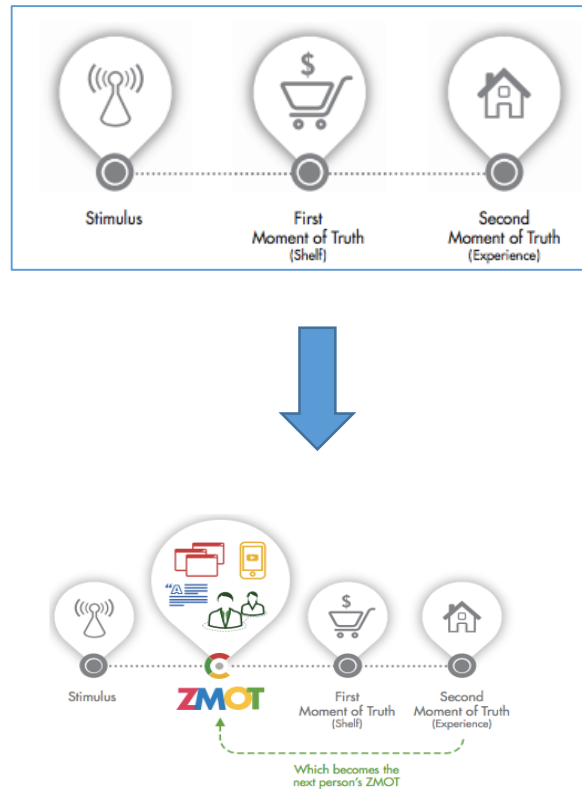 $
Stimulus
First
Moment of Truth
(Shelf)
Second
Moment of Truth
(Experience)
"A
$
Stimulus
ZMOT
First
Moment of Truth
(Shelf)
Second
Moment of Truth
(Experience)
Which becomes the
next person's ZMOT